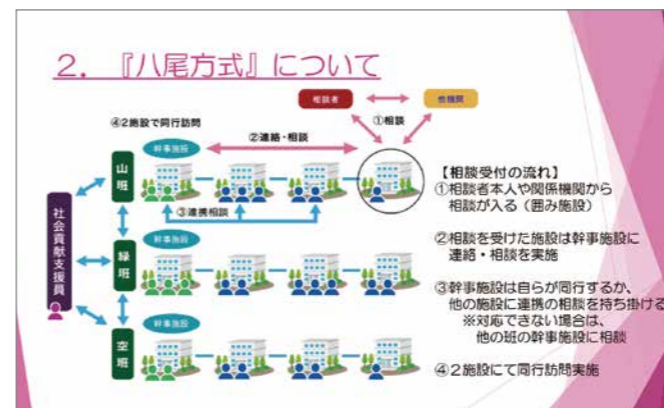 2. 『八尾方式』について
相談者
他機関
④2施設で同行訪問
①相談
②連絡・相談
幹事施設
山班
③連携相談
社会貢献支援員
幹事施設
緑班
幹事施設
空班
【相談受付の流れ】
①相談者本人や関係機関から
相談が入る(囲み施設)
②相談を受けた施設は幹事施設に
連絡・相談を実施
③幹事施設は自らが同行するか、
他の施設に連携の相談を持ち掛ける
※対応できない場合は、
他の班の幹事施設に相談
④2施設にて同行訪問実施